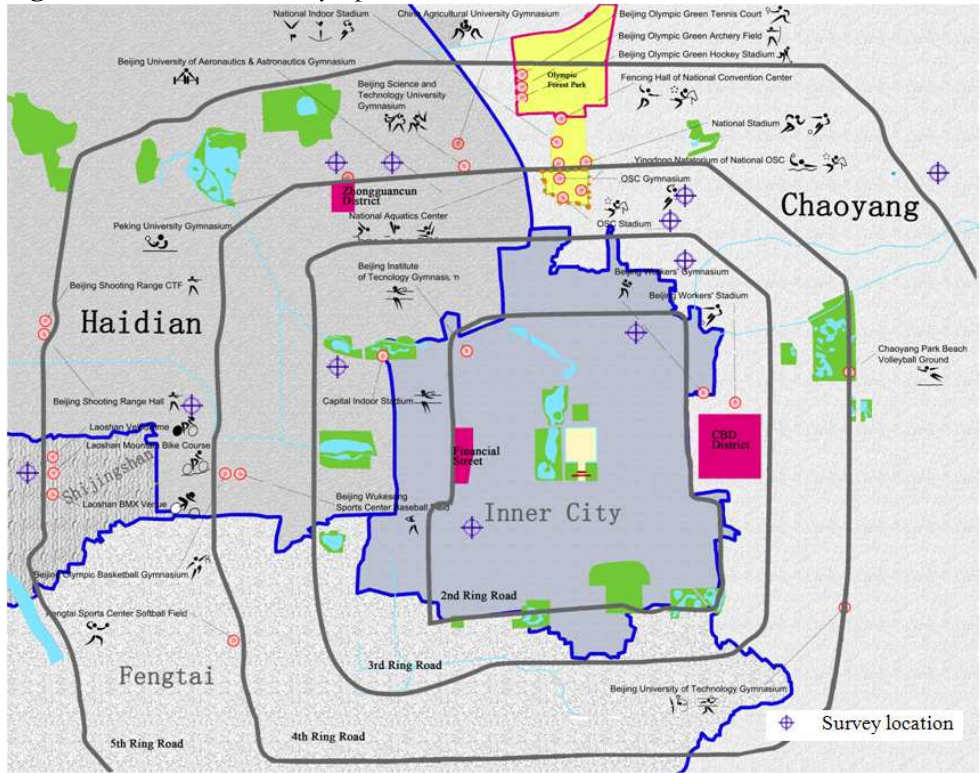 National Indoor Stadium
China Agricultural University Gymnasium
Beijing Olympic Green Tennis Court
Beijing Olympic Green Archery Field
Beijing Olympic Green Hockey Stadium
Beijing University of Aeronautics & Astronautics Gymnasium
Beijing Science and
Technology University
Gymnasium
Olympic
Forest Park
Fencing Hall of National Convention Center
National Stadium
Yingdong Natatorium of National OSC
Zhongguancun
District
OSC Gymnasium
Chaoyang
National Aquatics Center
OSC Stadium
Peking University Gymnasium
Beijing Institute
of Tecnology Gymnasium
Beijing Workers' Gymnasium
Beijing Workers' Stadium
Beijing Shooting Range CTF
Haidian
Chaoyang Park Beach
Volleyball Ground
Beijing Shooting Range Hall
Capital Indoor Stadium
Laoshan Velodrome
Laoshan Mountain Bike Course
Financial
Street
CBD
District
Shijingshan
Laoshan BMX Venue
Beijing Wukesong
Sports Center Baseball Field
Inner City
Beijing Olympic Basketball Gymnasium
2nd Ring Road
Fengtai Sports Center Softball Field
Fengtai
3rd Ring Road
Beijing University of Technology Gymnasium
4th Ring Road
5th Ring Road
Survey location